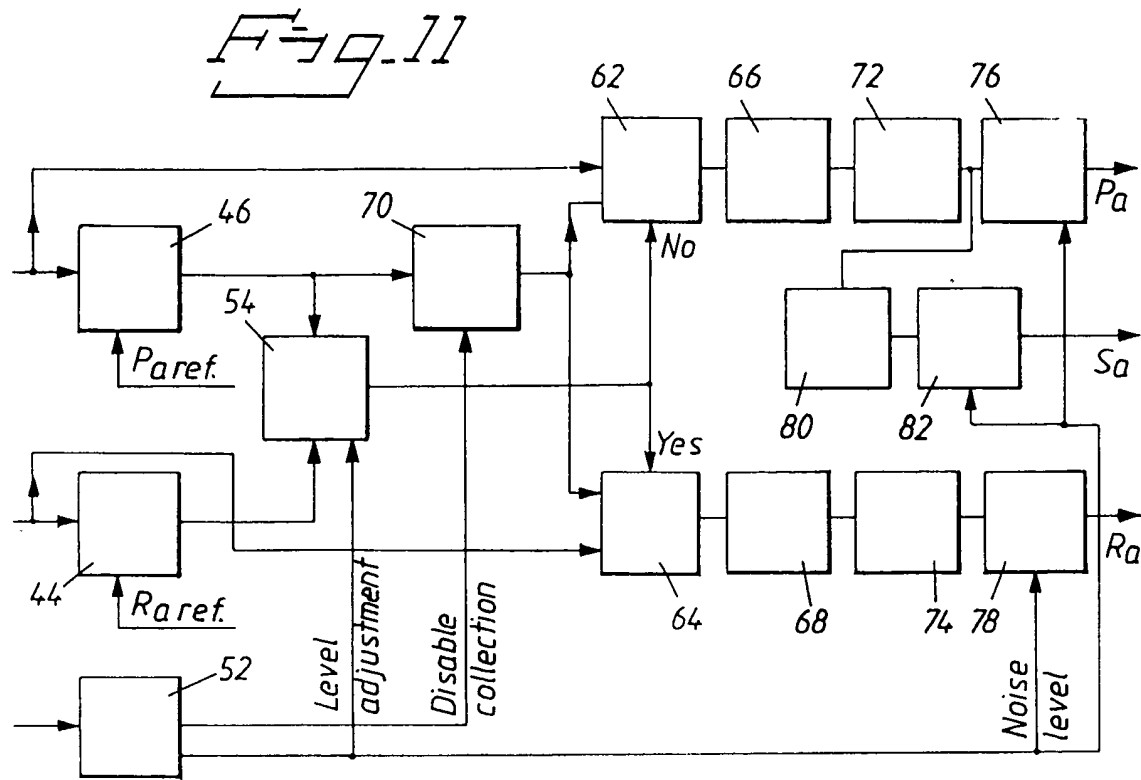 Fig. 11
62
66
72
76
46
70
Pa
No
54
Pa ref.
Sa
80
82
Yes
Ra
44
Ra ref.
64
68
74
78
52
Level
adjustment
Disable
collection
Noise
level